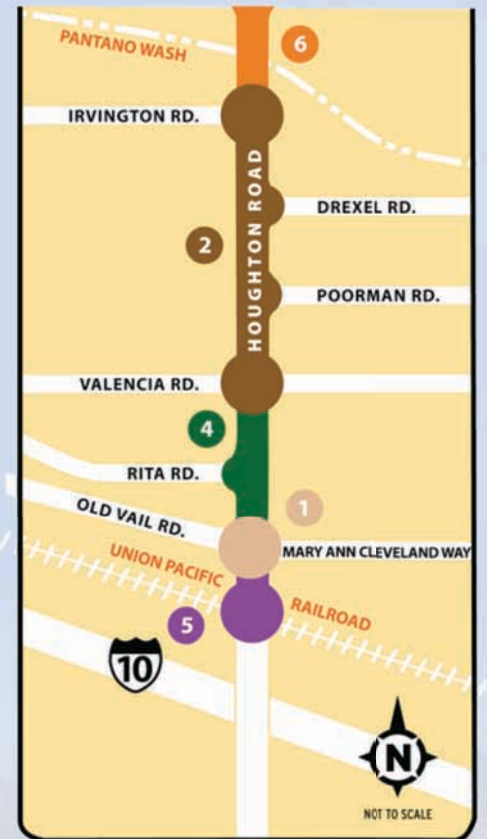 6
PANTANO WASH
IRVINGTON RD.
HOUGHTON ROAD
DREXEL RD.
2
POORMAN RD.
VALENCIA RD.
4
RITA RD.
1
OLD VAIL RD.
MARY ANN CLEVELAND WAY
UNION PACIFIC
RAILROAD
5
10
N
NOT TO SCALE